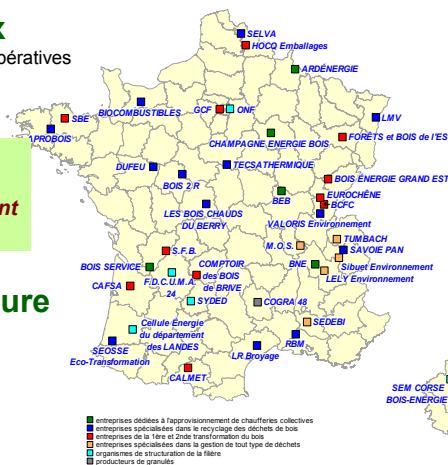 x
pératives
SELVA
HOCQ Emballages
ARDÉNERGIE
SBE
BIOCOMBUSTIBLES
GCF
ONF
LMV
APROBOIS
CHAMPAGNE ENERGIE BOIS
FORÊTS et BOIS de l'ES
DUFEU
TECSATHERMIQUE
BOIS 2 R
BOIS ÉNERGIE GRAND EST
nt
BEB
EUROCHÊNE
BCFC
LES BOIS CHAUDS
DU BERRY
VALORIS Environnement
M.O.S.
TUMBACH
SAVOIE PAN
S.F.B.
BOIS SERVICE
COMPTOIR
des BOIS
de BRIVE
BNE
Sibuet Environnement
LELY Environnement
F.D.C.U.M.A.
24
CAFSA
ure
SYDED
COGRA 48
Cellule Énergie
du département
des LANDES
SEDEBI
SEOSSE
Eco-Transformation
LR Broyage
RBM
CALMET
SEM CORSE
BOIS-ENERGIE
entreprises dédiées à l'approvisionnement de chaufferies collectives
entreprises spécialisées dans le recyclage des déchets de bois
entreprises de la 1ère et 2nde transformation du bois
entreprises spécialisées dans la gestion de tout type de déchets
organismes de structuration de la filière
producteurs de granulés